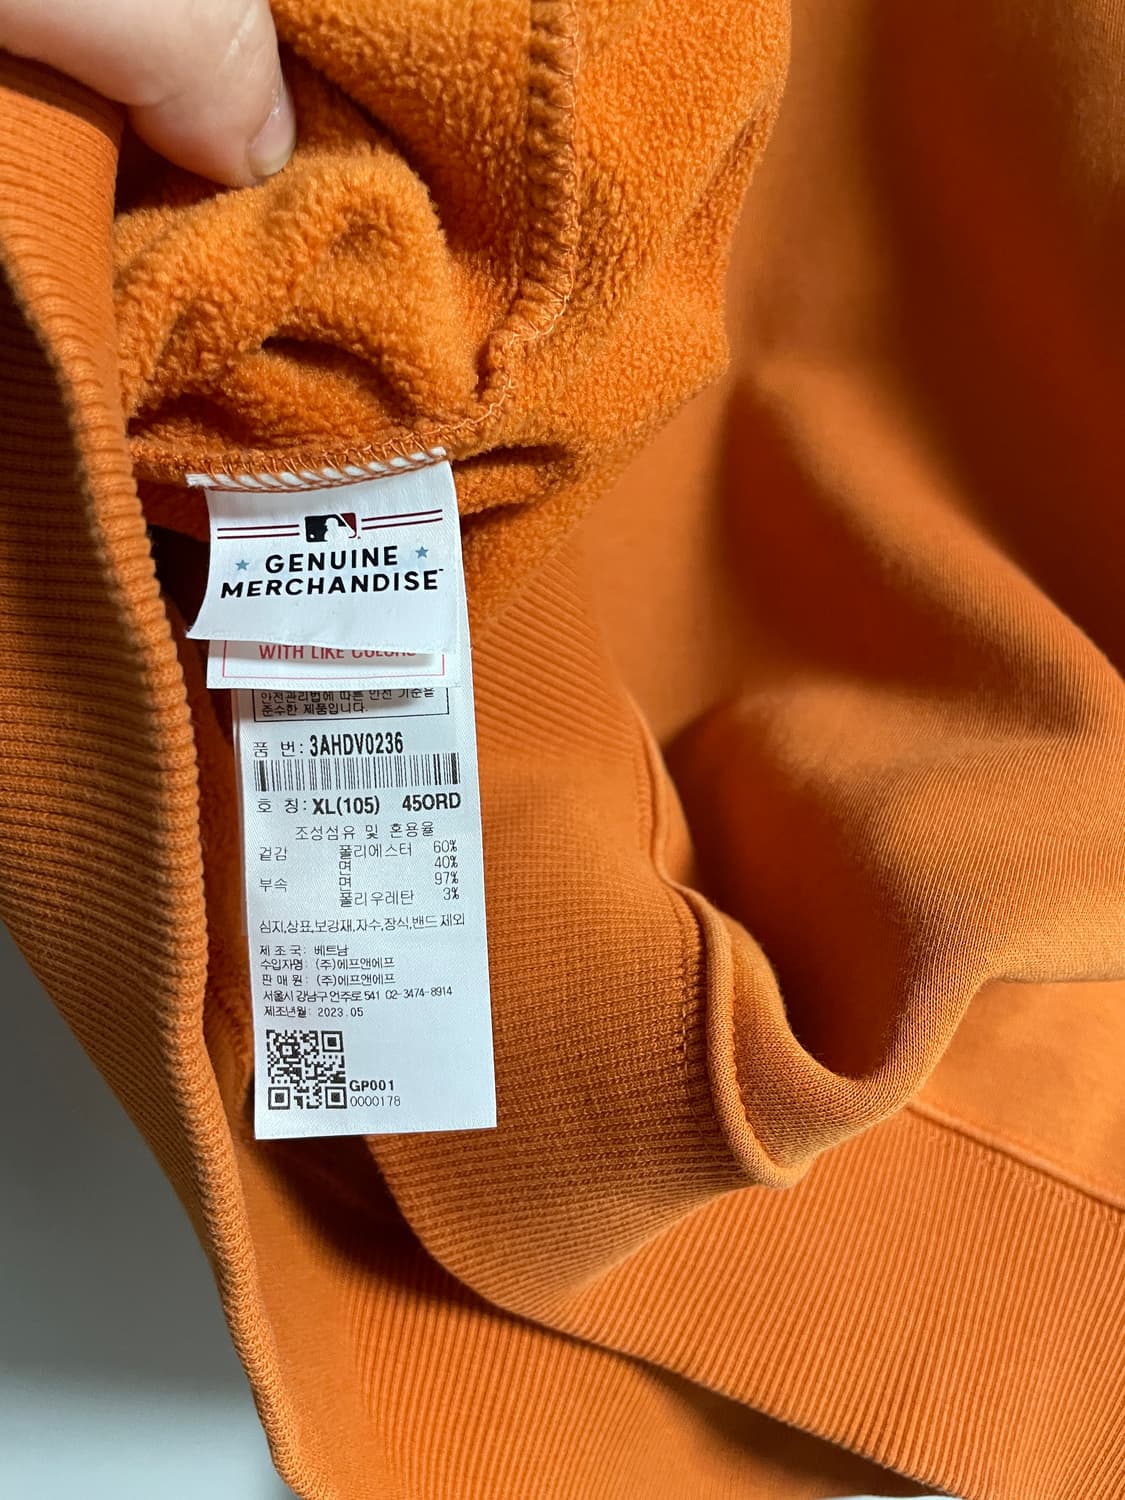 GENUINE
MERCHANDISE™
WITH LIKE COLORS
안전관리법에 따른 안전 기준을
준수한 제품입니다.
품 번: 3AHDV0236
호 칭: XL(105) 45ORD
조성섬유 및 혼용율
겉감 폴리에스터 60%
면 40%
부속 면 97%
폴리우레탄 3%
심지,상표,보강재,자수,장식,밴드 제외
제 조 국: 베트남
수입자명: (주)에프앤에프
판 매 원: (주)에프앤에프
서울시 강남구 언주로 541 02-3474-8914
제조년월: 2023.05
GP001
0000178